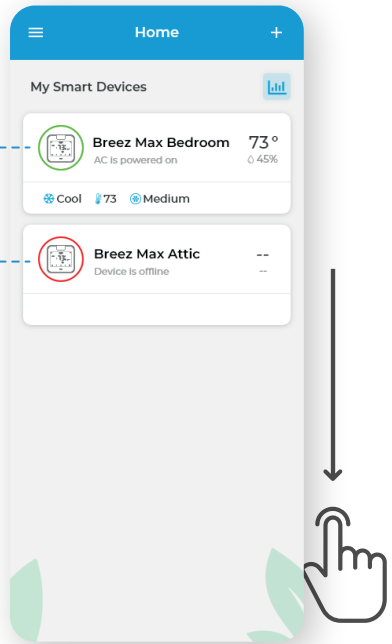 Home
My Smart Devices
Breez Max Bedroom 73°
AC is powered on 45%
Cool 73 Medium
Breez Max Attic --
Device is offline --